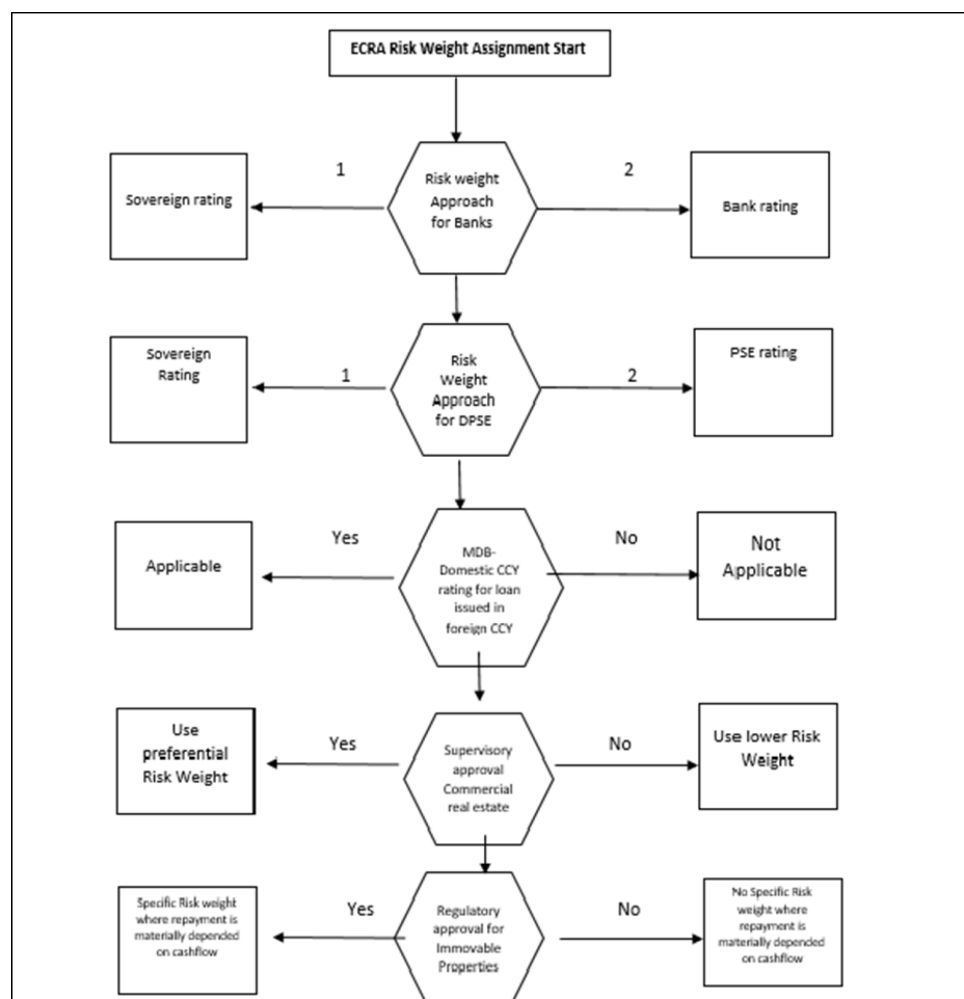 ECRA Risk Weight Assignment Start
1
2
Sovereign rating
Risk weight
Approach
for Banks
Bank rating
Sovereign
Rating
1
Risk
Weight
Approach
for DPSE
2
PSE rating
Applicable
Yes
MDB-
Domestic CCY
rating for loan
issued in
foreign CCY
No
Not
Applicable
Use
preferential
Risk Weight
Yes
Supervisory
approval
Commercial
real estate
No
Use lower Risk
Weight
Specific Risk weight
where repayment is
materially depended
on cashflow
Yes
Regulatory
approval for
Immovable
Properties
No
No Specific Risk
weight where
repayment is
materially depended
on cashflow